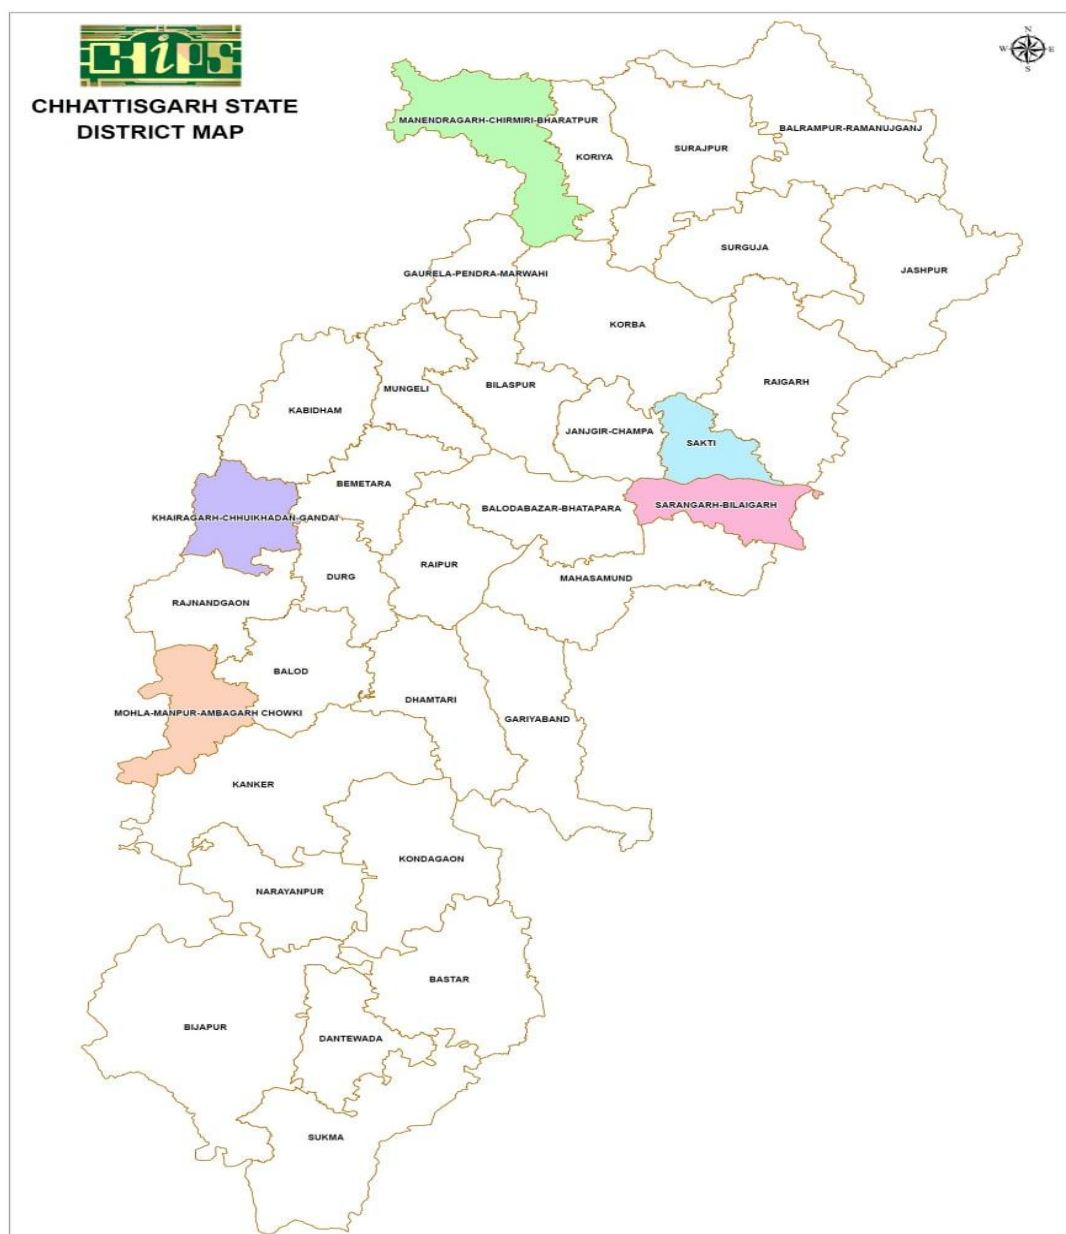 CHiPS
CHHATTISGARH STATE
DISTRICT MAP
N
W E
S
MANENDRAGARH-CHIRMIRI-BHARATPUR
BALRAMPUR-RAMANUJGANJ
SURAJPUR
KORIYA
SURGUJA
JASHPUR
GAURELA-PENDRA-MARWAHI
KORBA
RAIGARH
BILASPUR
MUNGELI
KABIDHAM
JANJGIR-CHAMPA
SAKTI
BEMETARA
BALODABAZAR-BHATAPARA
SARANGARH-BILAIGARH
KHAIRAGARH-CHHUIKHADAN-GANDAI
RAIPUR
DURG
MAHASAMUND
RAJNANDGAON
BALOD
DHAMTARI
MOHLA-MANPUR-AMBAGARH CHOWKI
GARIYABAND
KANKER
KONDAGAON
NARAYANPUR
BASTAR
BIJAPUR
DANTEWADA
SUKMA